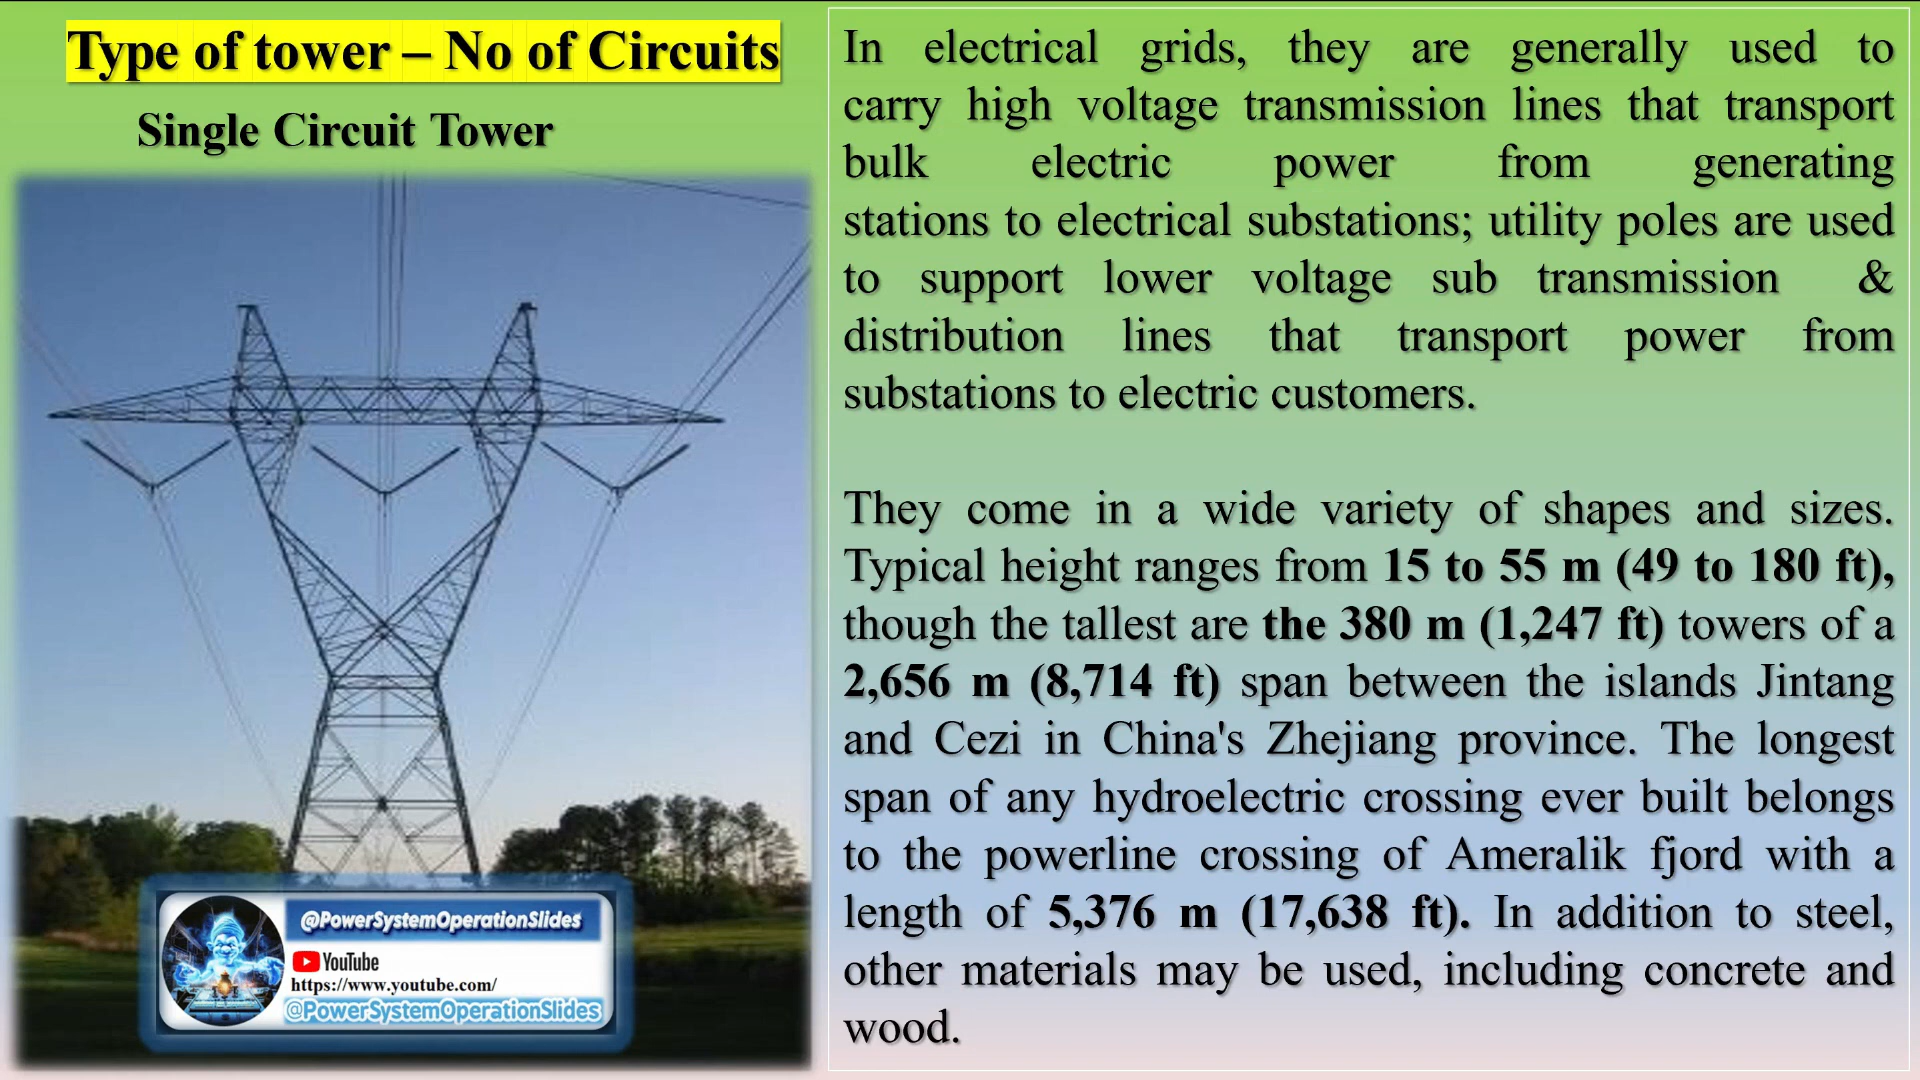 Type of tower – No of Circuits
Single Circuit Tower
In electrical grids, they are generally used to
carry high voltage transmission lines that transport
bulk electric power from generating
stations to electrical substations; utility poles are used
to support lower voltage sub transmission &
distribution lines that transport power from
substations to electric customers.
They come in a wide variety of shapes and sizes.
Typical height ranges from 15 to 55 m (49 to 180 ft),
though the tallest are the 380 m (1,247 ft) towers of a
2,656 m (8,714 ft) span between the islands Jintang
and Cezi in China's Zhejiang province. The longest
span of any hydroelectric crossing ever built belongs
to the powerline crossing of Ameralik fjord with a
length of 5,376 m (17,638 ft). In addition to steel,
other materials may be used, including concrete and
wood.
@PowerSystemOperationSlides
YouTube
https://www.youtube.com/
@PowerSystemOperationSlides